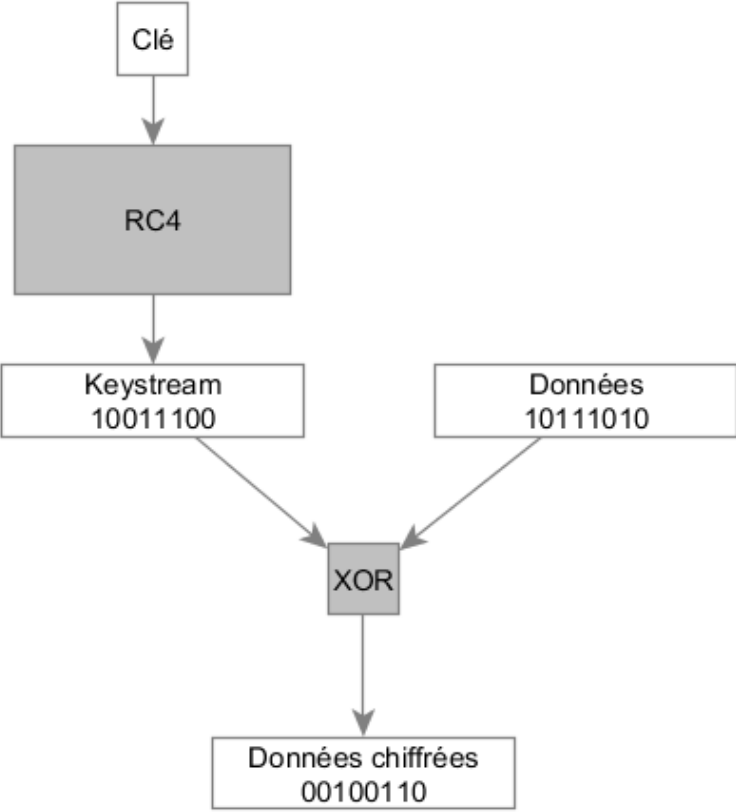 Clé
RC4
Keystream
10011100
Données
10111010
XOR
Données chiffrées
00100110